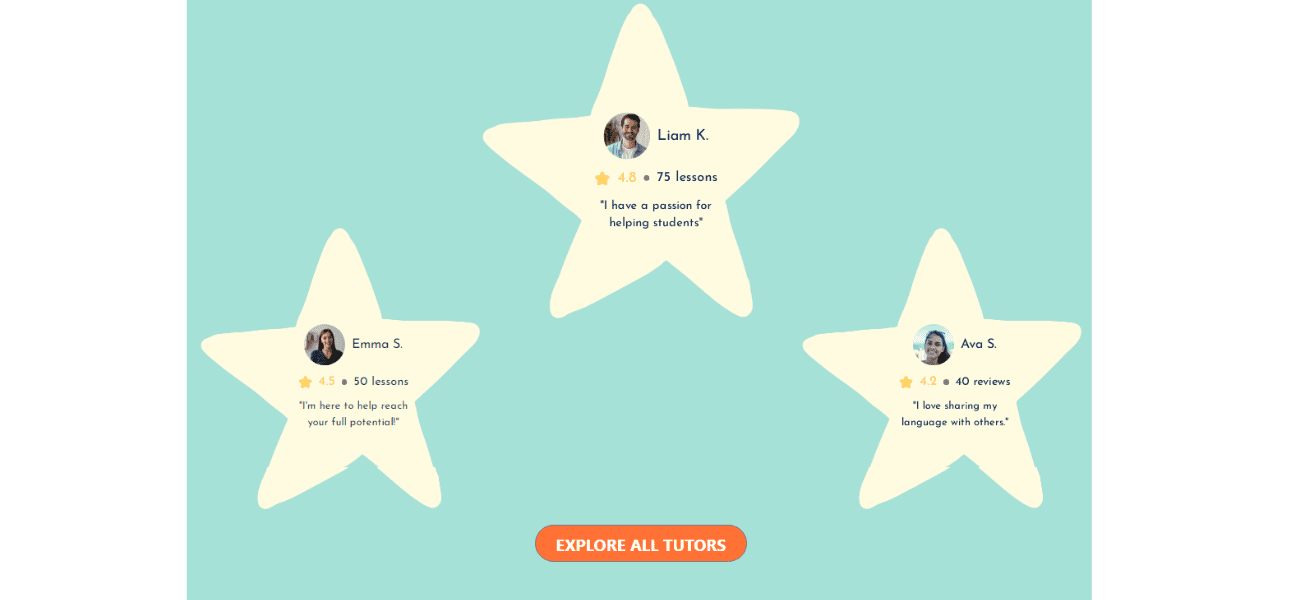 Liam K.
4.8 • 75 lessons
"I have a passion for
helping students"
Emma S.
4.5 • 50 lessons
"I'm here to help reach
your full potential!"
Ava S.
4.2 • 40 reviews
"I love sharing my
language with others."
EXPLORE ALL TUTORS